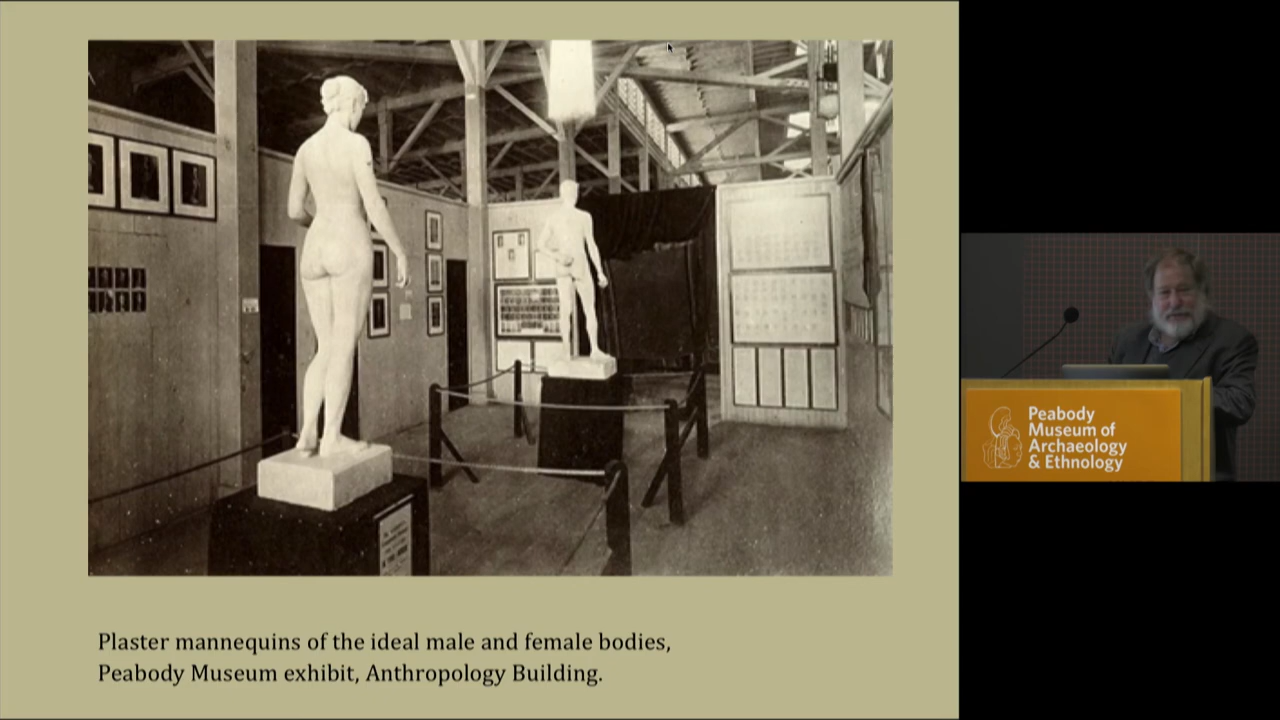 Plaster mannequins of the ideal male and female bodies,
Peabody Museum exhibit, Anthropology Building.
Peabody
Museum of
Archaeology
& Ethnology